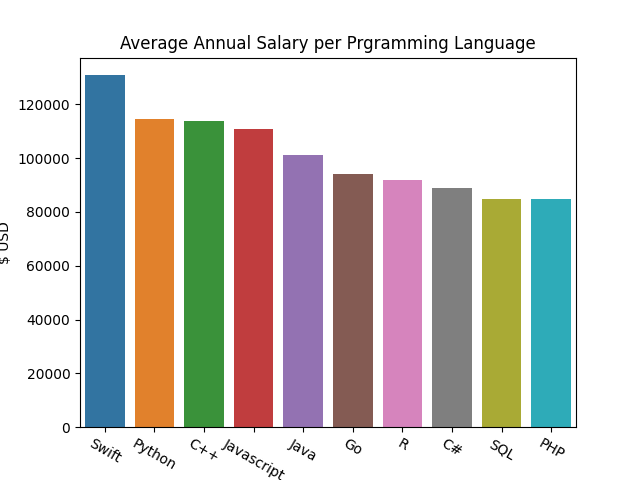 Average Annual Salary per Prgramming Language
$ USD
120000
100000
80000
60000
40000
20000
0
Swift
Python
C++
Javascript
Java
Go
R
C#
SQL
PHP